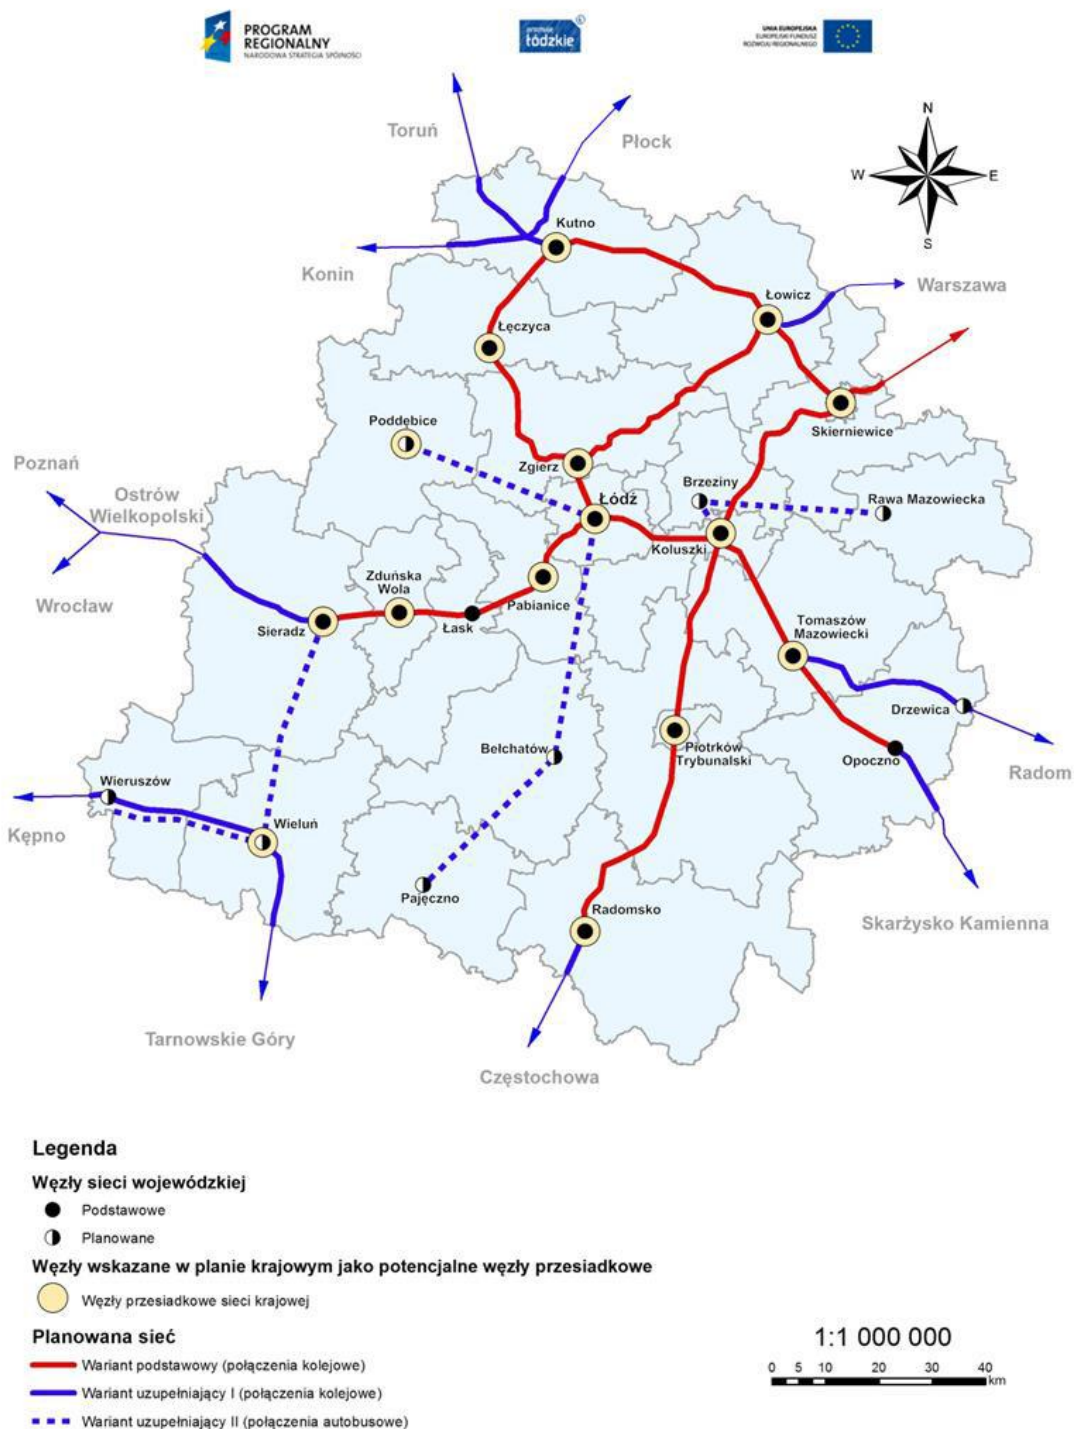 PROGRAM
REGIONALNY
NARODOWA STRATEGIA SPÓJNOŚCI
promuje
łódzkie
UNIA EUROPEJSKA
EUROPEJSKI FUNDUSZ
ROZWOJU REGIONALNEGO
Toruń
Płock
N
W
E
S
Kutno
Konin
Warszawa
Łowicz
Łęczyca
Poddębice
Skierniewice
Poznań
Zgierz
Brzeziny
Ostrów
Wielkopolski
Łódź
Rawa Mazowiecka
Koluszki
Wrocław
Zduńska
Wola
Pabianice
Łask
Sieradz
Tomaszów
Mazowiecki
Drzewica
Bełchatów
Piotrków
Trybunalski
Opoczno
Radom
Wieruszów
Kępno
Wieluń
Pajęczno
Radomsko
Skarżysko Kamienna
Tarnowskie Góry
Częstochowa
Legenda
Węzły sieci wojewódzkiej
Podstawowe
Planowane
Węzły wskazane w planie krajowym jako potencjalne węzły przesiadkowe
Węzły przesiadkowe sieci krajowej
Planowana sieć
Wariant podstawowy (połączenia kolejowe)
Wariant uzupełniający I (połączenia kolejowe)
Wariant uzupełniający II (połączenia autobusowe)
1:1 000 000
0 5 10 20 30 40
km